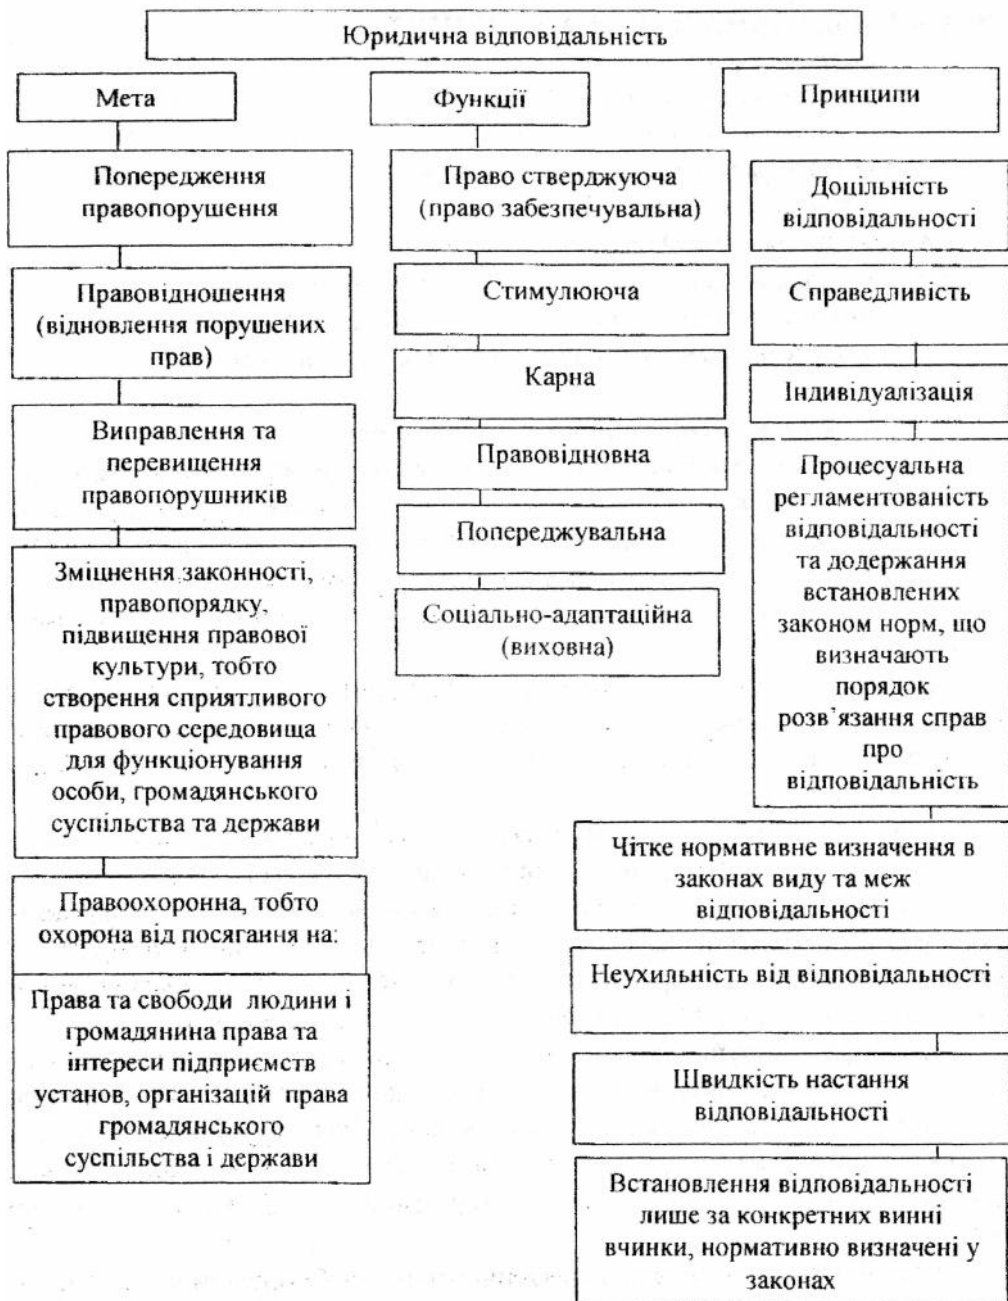 Юридична відповідальність
Мета
Попередження
правопорушення
Правовідношення
(відновлення порушених
прав)
Виправлення та
перевищення
правопорушників
Зміцнення законності,
правопорядку,
підвищення правової
культури, тобто
створення сприятливого
правового середовища
для функціонування
особи, громадянського
суспільства та держави
Правоохоронна, тобто
охорона від посягання на:
Права та свободи людини і
громадянина права та
інтереси підприємств
установ, організацій права
громадянського
суспільства і держави
Функції
Право стверджуюча
(право забезпечувальна)
Стимулююча
Карна
Правовідновна
Попереджувальна
Соціально-адаптаційна
(виховна)
Принципи
Доцільність
відповідальності
Справедливість
Індивідуалізація
Процесуальна
регламентованість
відповідальності
та додержання
встановлених
законом норм, що
визначають
порядок
розв'язання справ
про
відповідальність
Чітке нормативне визначення в
законах виду та меж
відповідальності
Неухильність від відповідальності
Швидкість настання
відповідальності
Встановлення відповідальності
лише за конкретних винні
вчинки, нормативно визначені у
законах